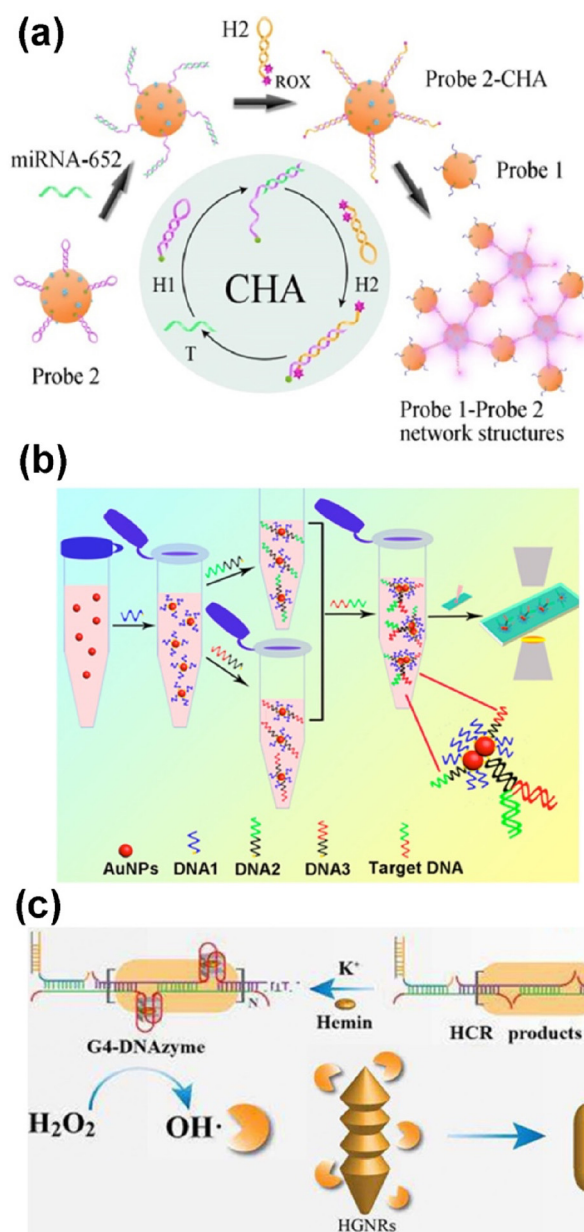 (a)
H2
ROX
Probe 2-CHA
miRNA-652
Probe 1
H1
CHA
H2
T
Probe 2
Probe 1-Probe 2
network structures
(b)
AuNPs DNA1 DNA2 DNA3 Target DNA
(c)
K+
Hemin
N
G4-DNAzyme
HCR products
H₂O₂
OH·
HGNRs